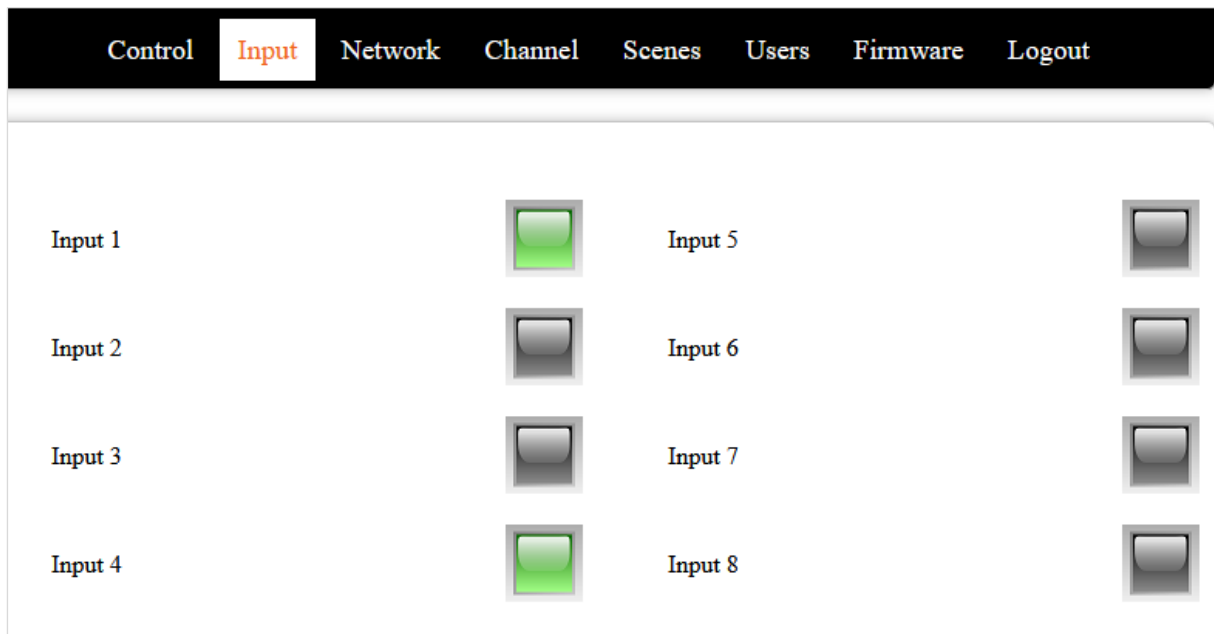 Control Input Network Channel Scenes Users Firmware Logout
Input 1
Input 5
Input 2
Input 6
Input 3
Input 7
Input 4
Input 8